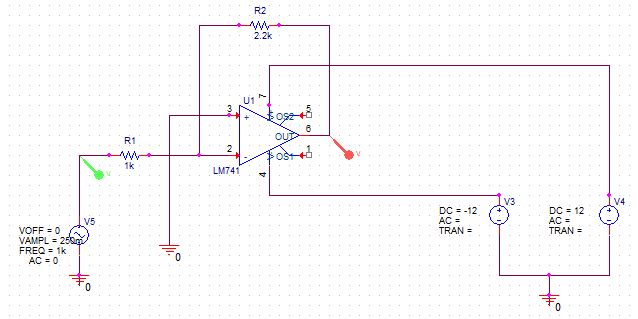 R2
2.2k
U1
7
3
+
OS2
5
6
OUT
2
-
OS1
1
LM741
4
R1
1k
V
V5
VOFF = 0
VAMPL = 250m
FREQ = 1k
AC = 0
0
0
V3
DC = -12
AC =
TRAN =
V4
DC = 12
AC =
TRAN =
0